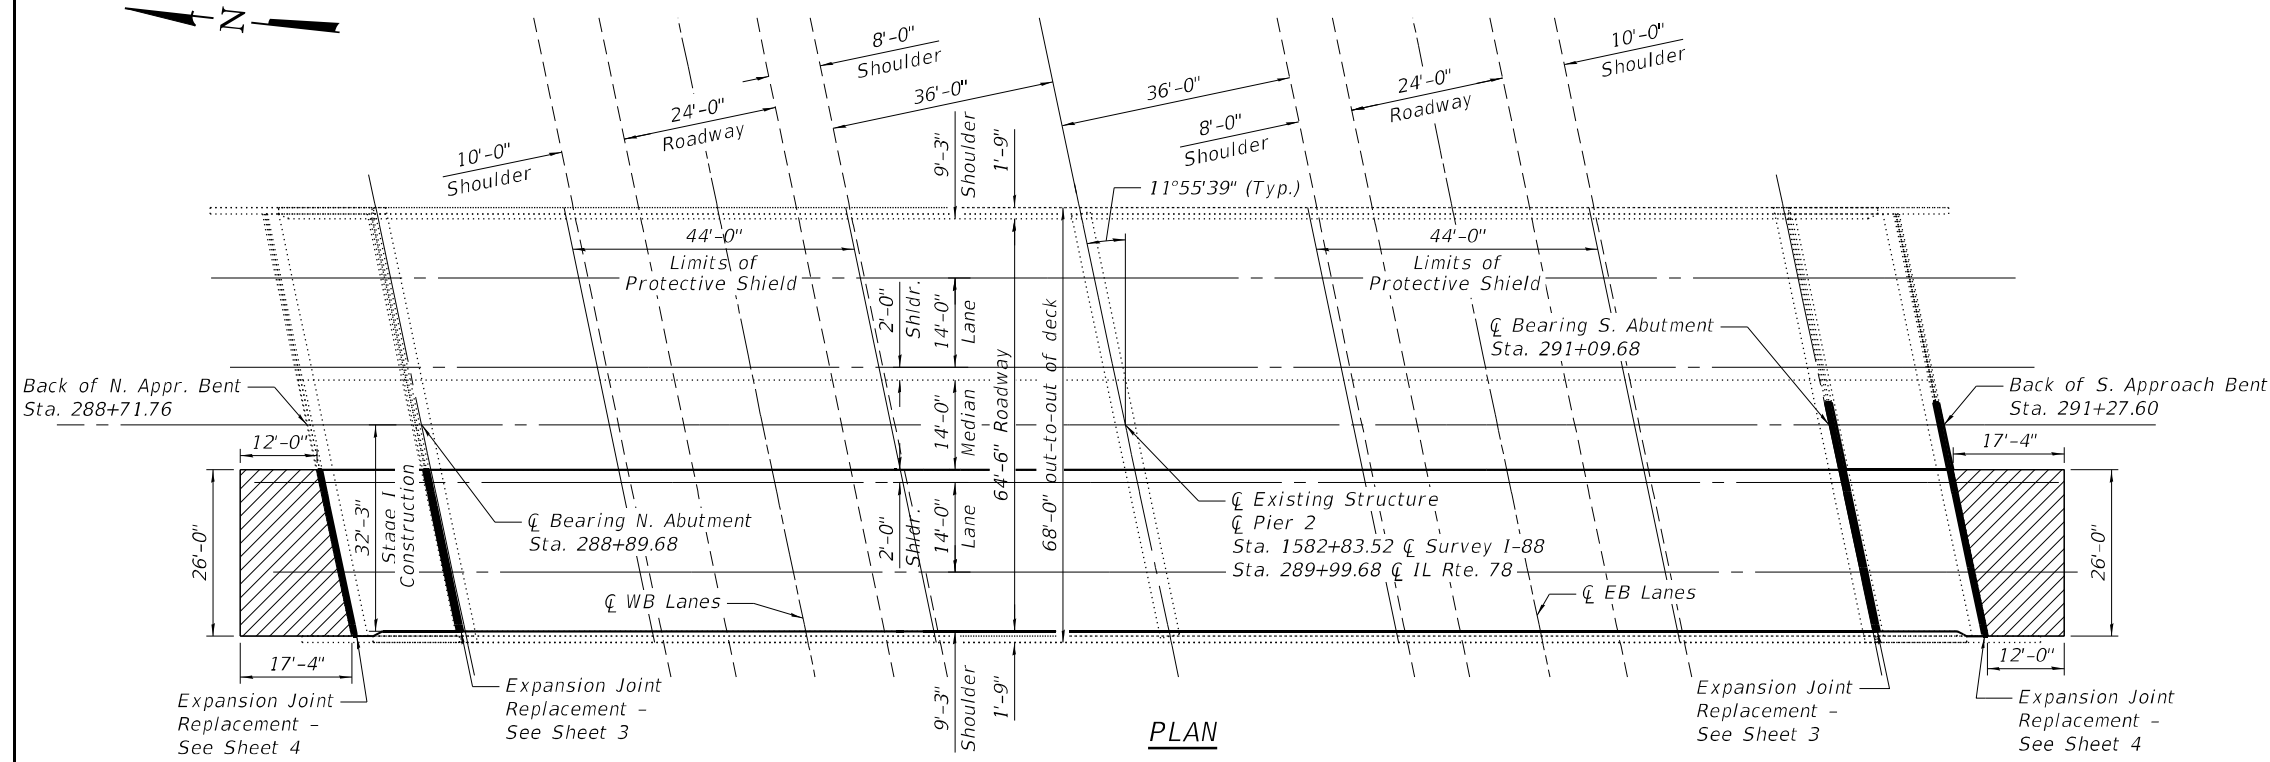 N
8'-0"
Shoulder
10'-0"
Shoulder
36'-0"
36'-0"
24'-0"
Roadway
24'-0"
Roadway
10'-0"
Shoulder
8'-0"
Shoulder
9'-3"
Shoulder
1'-9"
11°55'39" (Typ.)
44'-0"
Limits of
Protective Shield
44'-0"
Limits of
Protective Shield
2'-0"
Shldr.
14'-0"
Lane
64'-6" Roadway
68'-0" out-to-out of deck
℄ Bearing S. Abutment
Sta. 291+09.68
Back of N. Appr. Bent
Sta. 288+71.76
Back of S. Approach Bent
Sta. 291+27.60
12'-0"
14'-0"
Median
17'-4"
26'-0"
32'-3"
Stage I
Construction
℄ Bearing N. Abutment
Sta. 288+89.68
2'-0"
Shldr.
14'-0"
Lane
℄ Existing Structure
℄ Pier 2
Sta. 1582+83.52 ℄ Survey I-88
Sta. 289+99.68 ℄ IL Rte. 78
26'-0"
℄ WB Lanes
℄ EB Lanes
17'-4"
12'-0"
Expansion Joint
Replacement -
See Sheet 4
Expansion Joint
Replacement -
See Sheet 3
9'-3"
Shoulder
1'-9"
Expansion Joint
Replacement -
See Sheet 3
Expansion Joint
Replacement -
See Sheet 4
PLAN